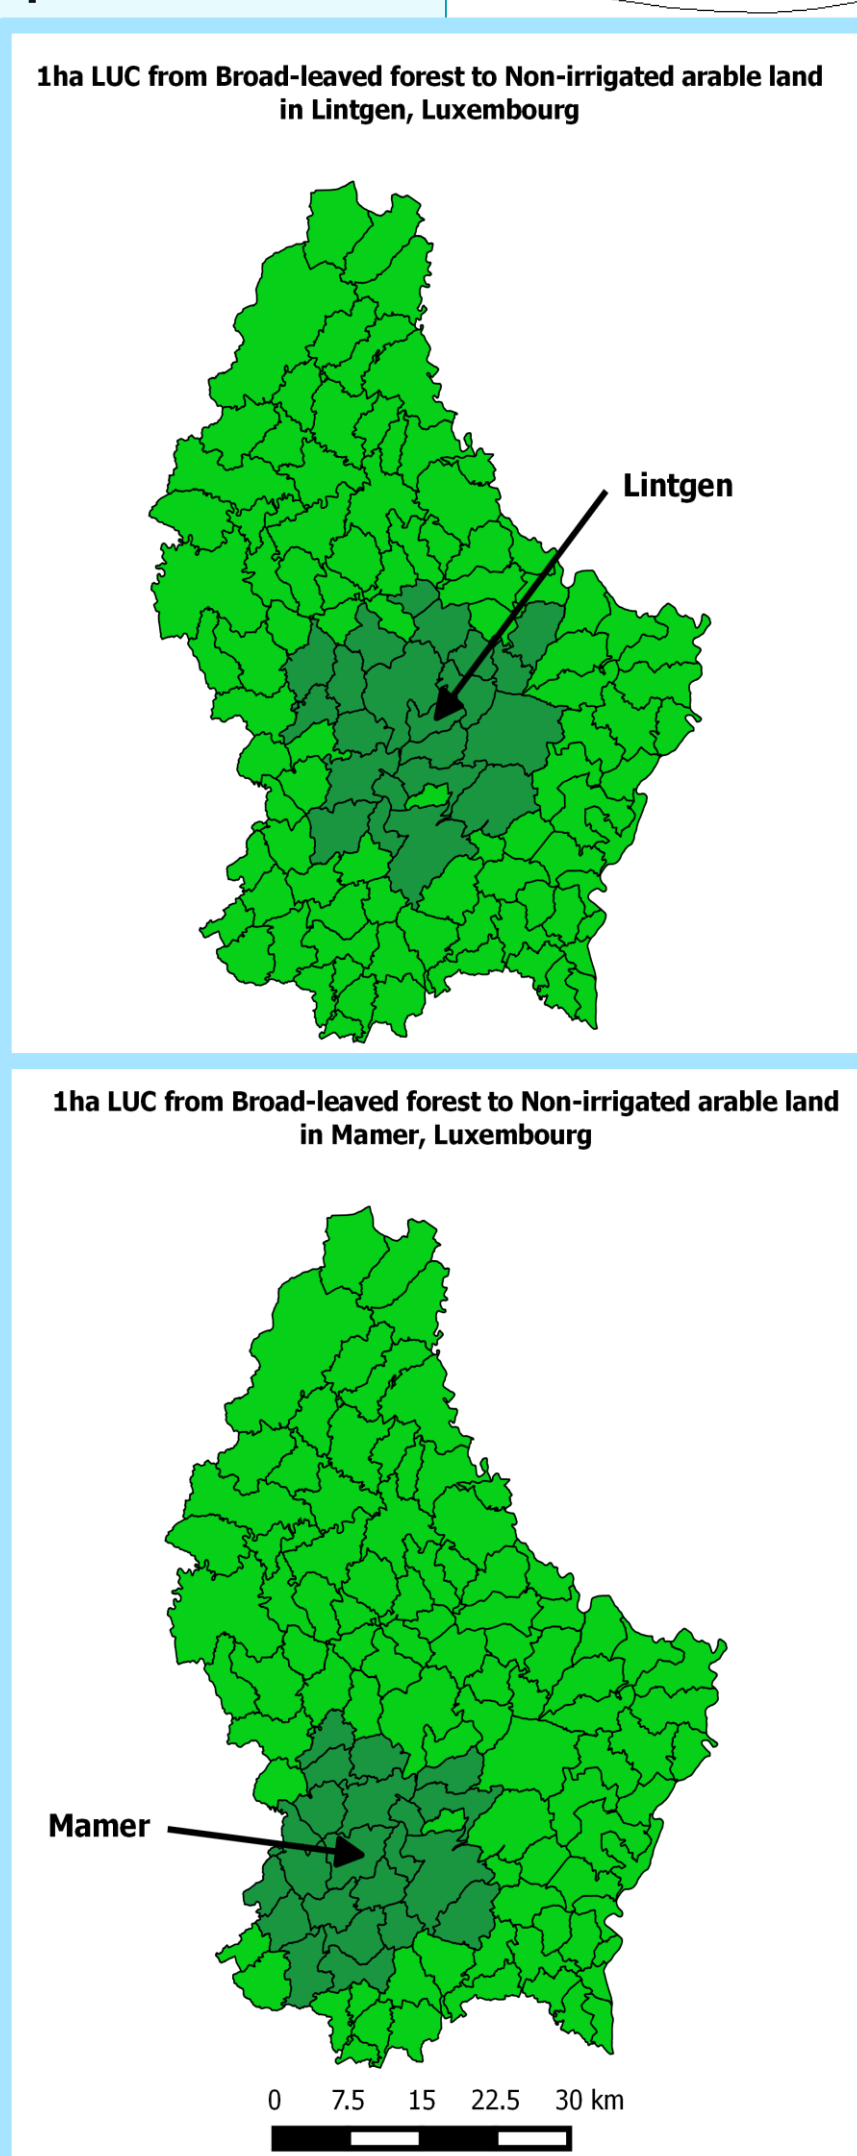 1ha LUC from Broad-leaved forest to Non-irrigated arable land
in Lintgen, Luxembourg
Lintgen
1ha LUC from Broad-leaved forest to Non-irrigated arable land
in Mamer, Luxembourg
Mamer
0 7.5 15 22.5 30 km